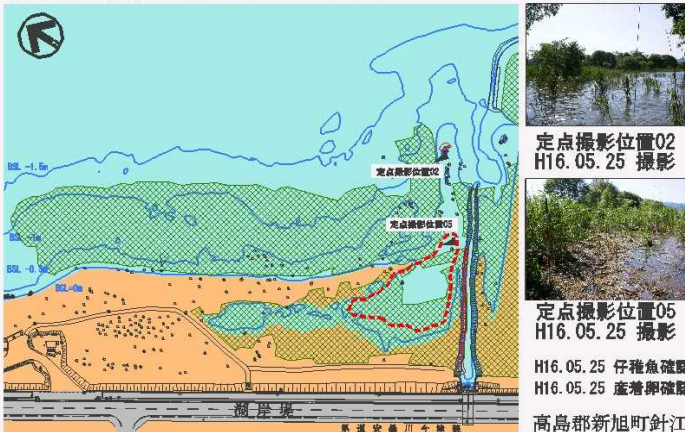 BSL -1.5m
BSL -1m
BSL -0.5m
BSL-0m
定点撮影位置02
定点撮影位置05
湖岸堤
定点撮影位置02
H16.05.25 撮影
定点撮影位置05
H16.05.25 撮影
H16.05.25 仔稚魚確認
H16.05.25 産着卵確認
高島郡新旭町針江